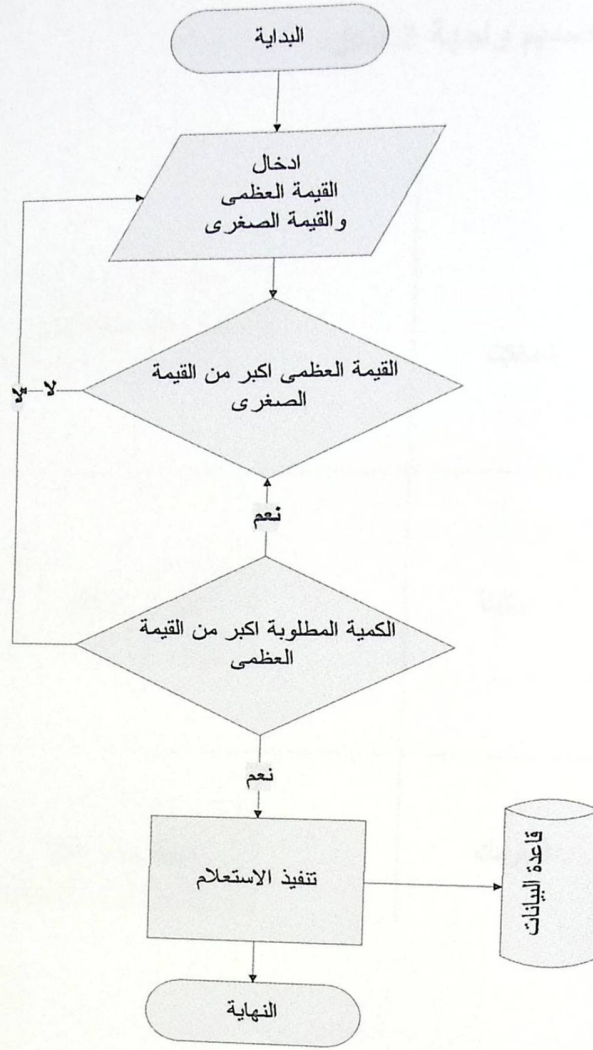 البداية
ادخال
القيمة العظمى
والقيمة الصغرى
القيمة العظمى اكبر من القيمة
الصغرى
لا
لا
نعم
الكمية المطلوبة اكبر من القيمة
العظمى
نعم
تنفيذ الاستعلام
قاعدة البيانات
النهاية